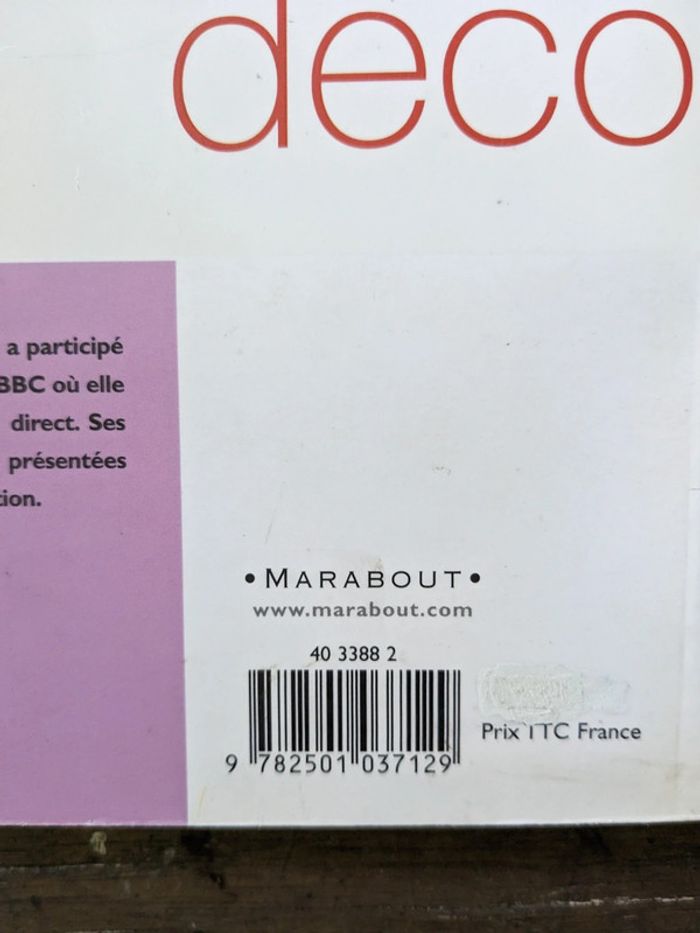 deco
a participé
BBC où elle
direct. Ses
présentées
tion.
•MARABOUT•
www.marabout.com
40 3388 2
9 782501 037129
Prix TTC France